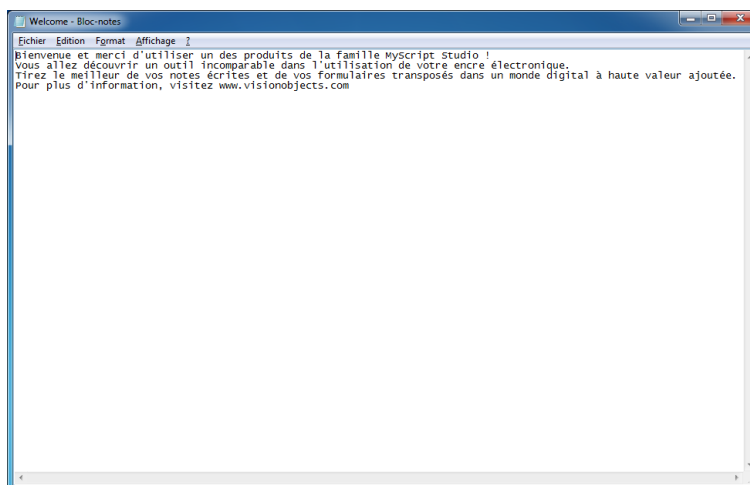 Welcome - Bloc-notes
Fichier Edition Format Affichage ?
Bienvenue et merci d'utiliser un des produits de la famille MyScript Studio !
Vous allez découvrir un outil incomparable dans l'utilisation de votre encre électronique.
Tirez le meilleur de vos notes écrites et de vos formulaires transposés dans un monde digital à haute valeur ajoutée.
Pour plus d'information, visitez www.visionobjects.com